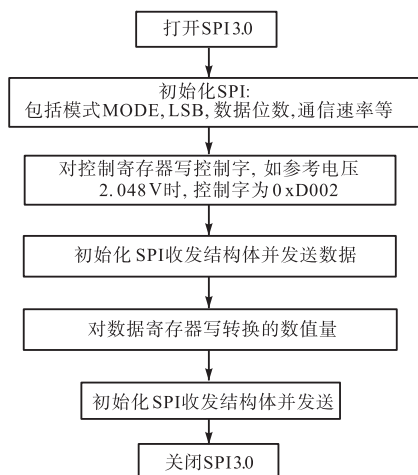 打开SPI3.0
初始化SPI:
包括模式MODE, LSB, 数据位数, 通信速率等
对控制寄存器写控制字, 如参考电压
2.048V时, 控制字为0xD002
初始化SPI收发结构体并发送数据
对数据寄存器写转换的数值量
初始化SPI收发结构体并发送
关闭SPI3.0